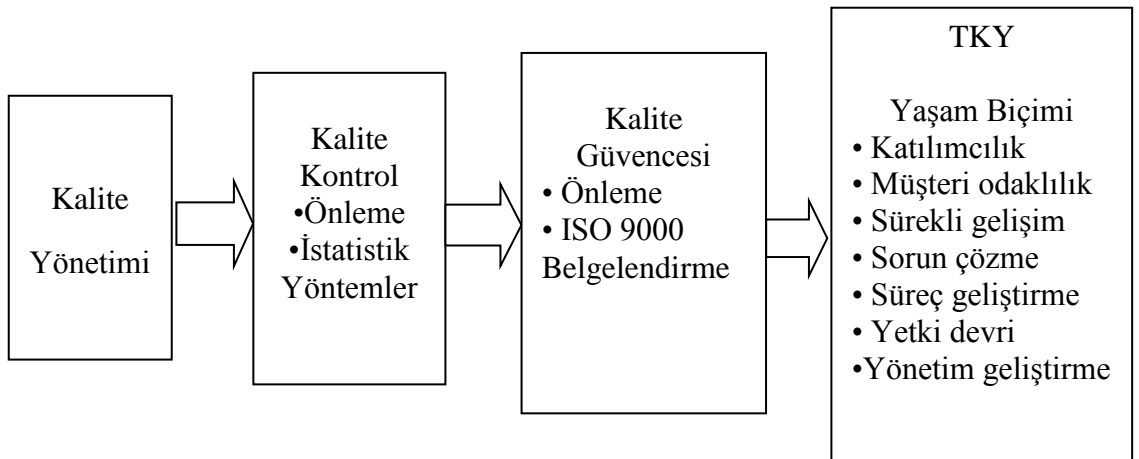 Kalite
Yönetimi
Kalite
Kontrol
•Önleme
•İstatistik
Yöntemler
Kalite
Güvencesi
• Önleme
• ISO 9000
Belgelendirme
TKY
Yaşam Biçimi
• Katılımcılık
• Müşteri odaklılık
• Sürekli gelişim
• Sorun çözme
• Süreç geliştirme
• Yetki devri
•Yönetim geliştirme